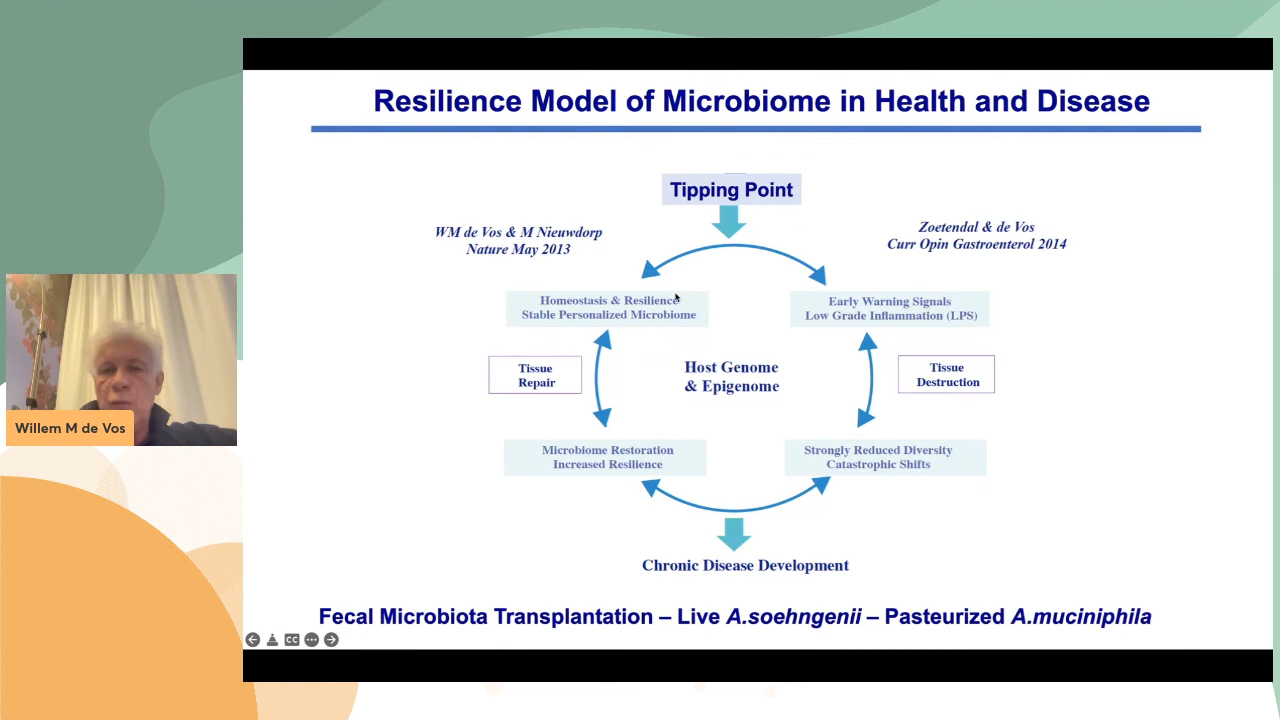 Resilience Model of Microbiome in Health and Disease
Tipping Point
WM de Vos & M Nieuwdorp
Nature May 2013
Zoetendal & de Vos
Curr Opin Gastroenterol 2014
Homeostasis & Resilience
Stable Personalized Microbiome
Early Warning Signals
Low Grade Inflammation (LPS)
Tissue
Repair
Host Genome
& Epigenome
Tissue
Destruction
Microbiome Restoration
Increased Resilience
Strongly Reduced Diversity
Catastrophic Shifts
Chronic Disease Development
Fecal Microbiota Transplantation – Live A.soehngenii – Pasteurized A.muciniphila
CC
Willem M de Vos